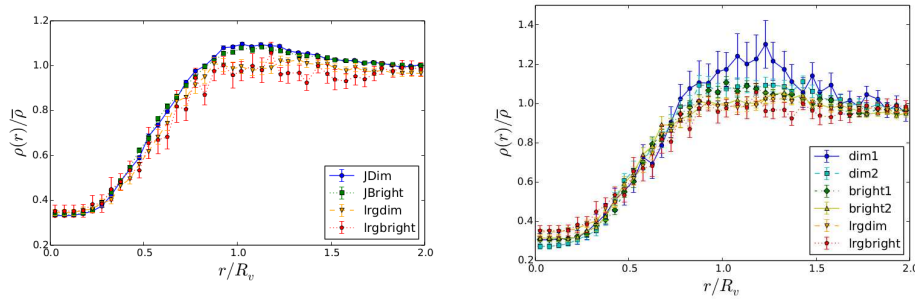 1.2
1.0
0.8
0.6
0.4
0.2
0.0 0.5 1.0 1.5 2.0
ρ(r)/ρ̅
r/R_v
JDim
JBright
lrgdim
lrgbright
1.4
1.2
1.0
0.8
0.6
0.4
0.2
0.0 0.5 1.0 1.5 2.0
ρ(r)/ρ̅
r/R_v
dim1
dim2
bright1
bright2
lrgdim
lrgbright